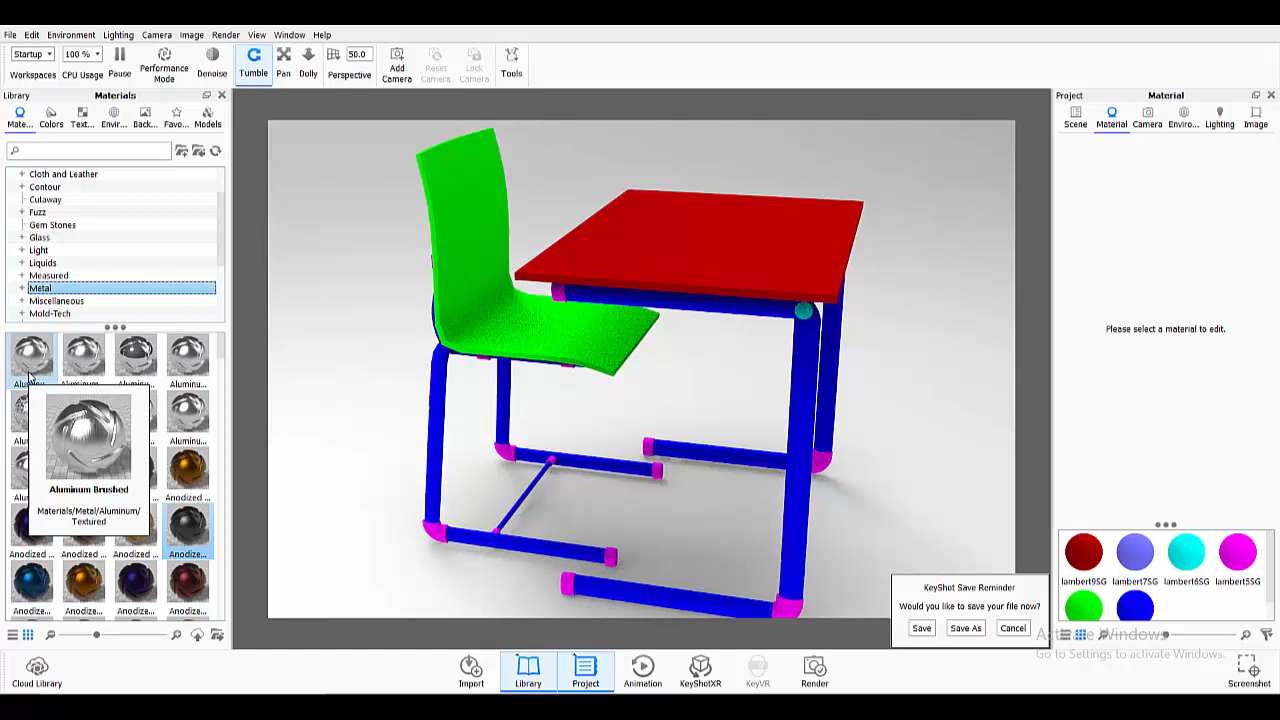 File Edit Environment Lighting Camera Image Render View Window Help
Startup 100 % 50.0
Workspaces CPU Usage Pause Performance Mode Denoise Tumble Pan Dolly Perspective Add Camera Reset Camera Lock Camera Tools
Library Materials
Project Material
Mate... Colors Text... Envir... Back... Favo... Models
Scene Material Camera Enviro... Lighting Image
Cloth and Leather
Contour
Cutaway
Fuzz
Gem Stones
Glass
Light
Liquids
Measured
Metal
Miscellaneous
Mold-Tech
Please select a material to edit.
Aluminu... Aluminum... Aluminu... Aluminu...
Aluminu...
Aluminum Brushed
Materials/Metal/Aluminum/
Textured
Anodized ...
Anodized Anodized ... Anodized ... Anodize...
Anodize... Anodize... Anodize... Anodize...
lambert9SG lambert7SG lambert6SG lambert5SG
KeyShot Save Reminder
Would you like to save your file now?
Save Save As Cancel
Activate Windows
Go to Settings to activate Windows.
Cloud Library Import Library Project Animation KeyShotXR KeyVR Render Screenshot